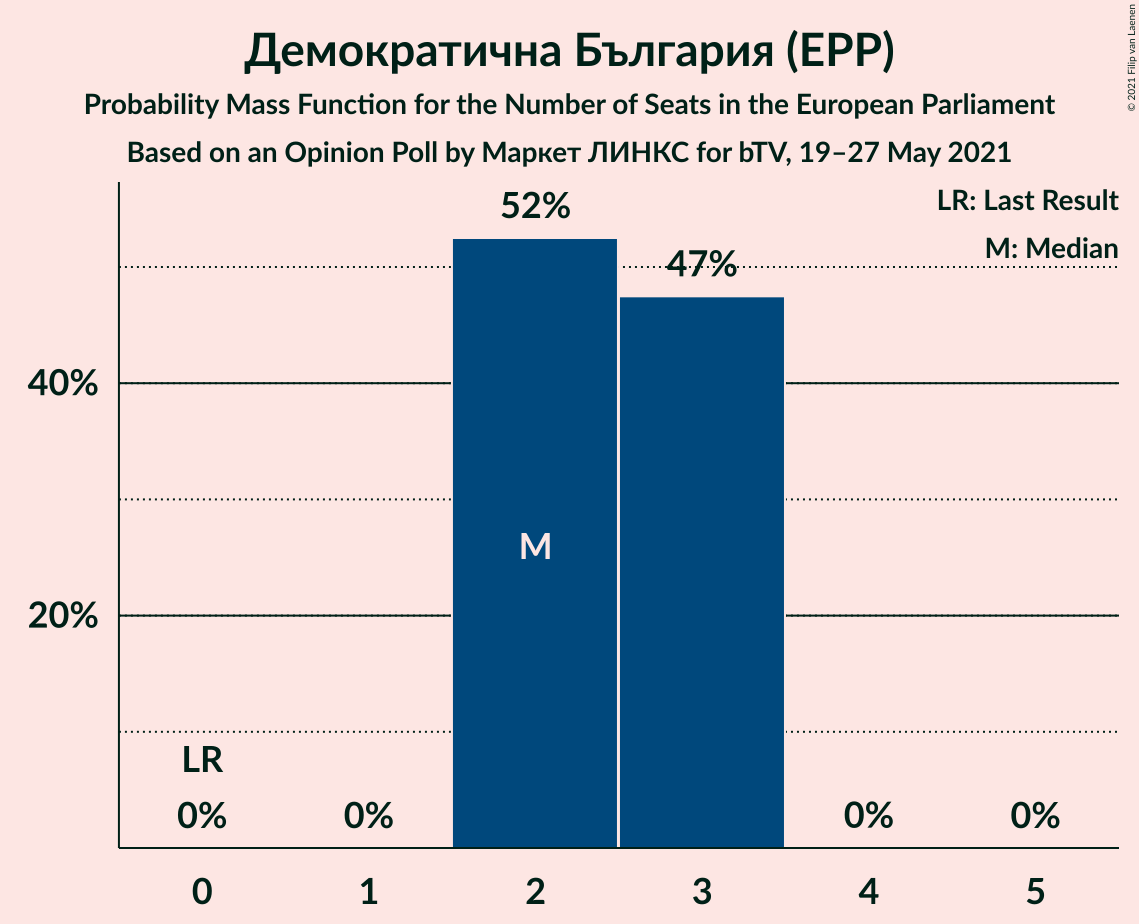 Демократична България (EPP)
Probability Mass Function for the Number of Seats in the European Parliament
Based on an Opinion Poll by Маркет ЛИНКС for bTV, 19–27 May 2021
© 2021 Filip van Laenen
LR: Last Result
M: Median
52%
47%
40%
M
20%
LR
0%
0%
0%
0%
0
1
2
3
4
5